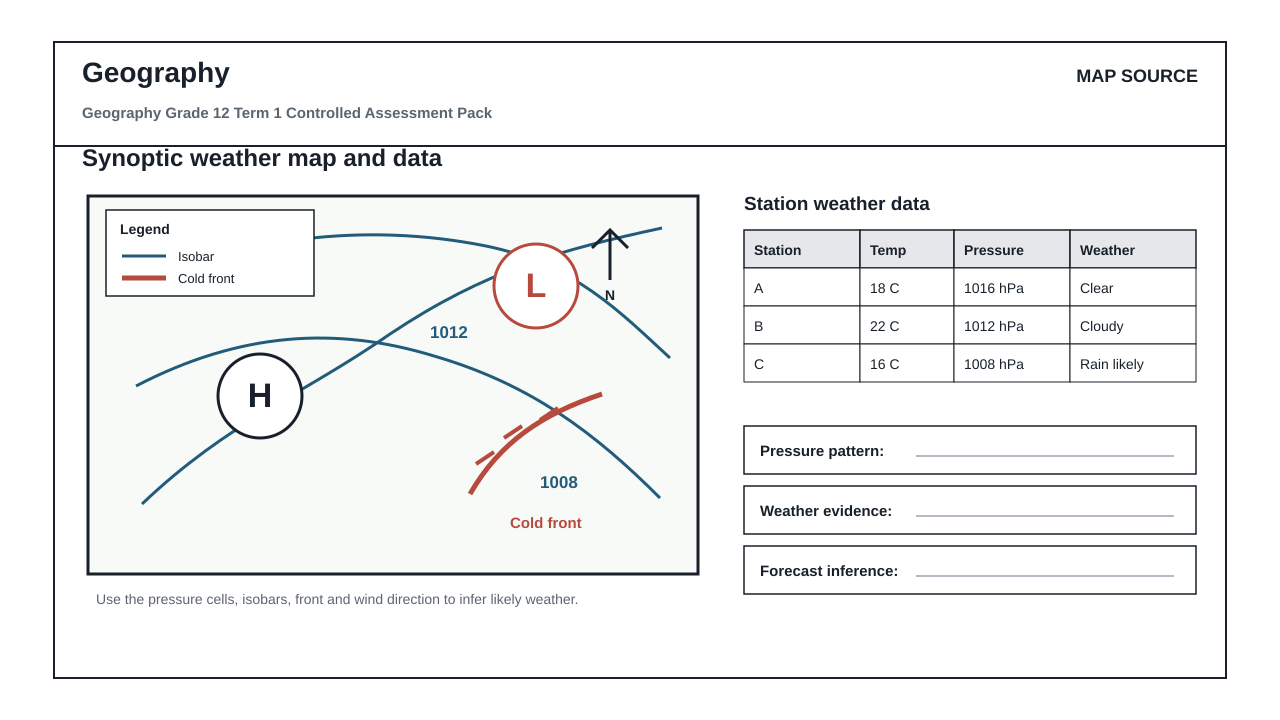 Geography
MAP SOURCE
Geography Grade 12 Term 1 Controlled Assessment Pack
Synoptic weather map and data
Legend
Isobar
Cold front
L
N
1012
H
1008
Cold front
Use the pressure cells, isobars, front and wind direction to infer likely weather.
Station weather data
Station Temp Pressure Weather
A 18 C 1016 hPa Clear
B 22 C 1012 hPa Cloudy
C 16 C 1008 hPa Rain likely
Pressure pattern:
Weather evidence:
Forecast inference: